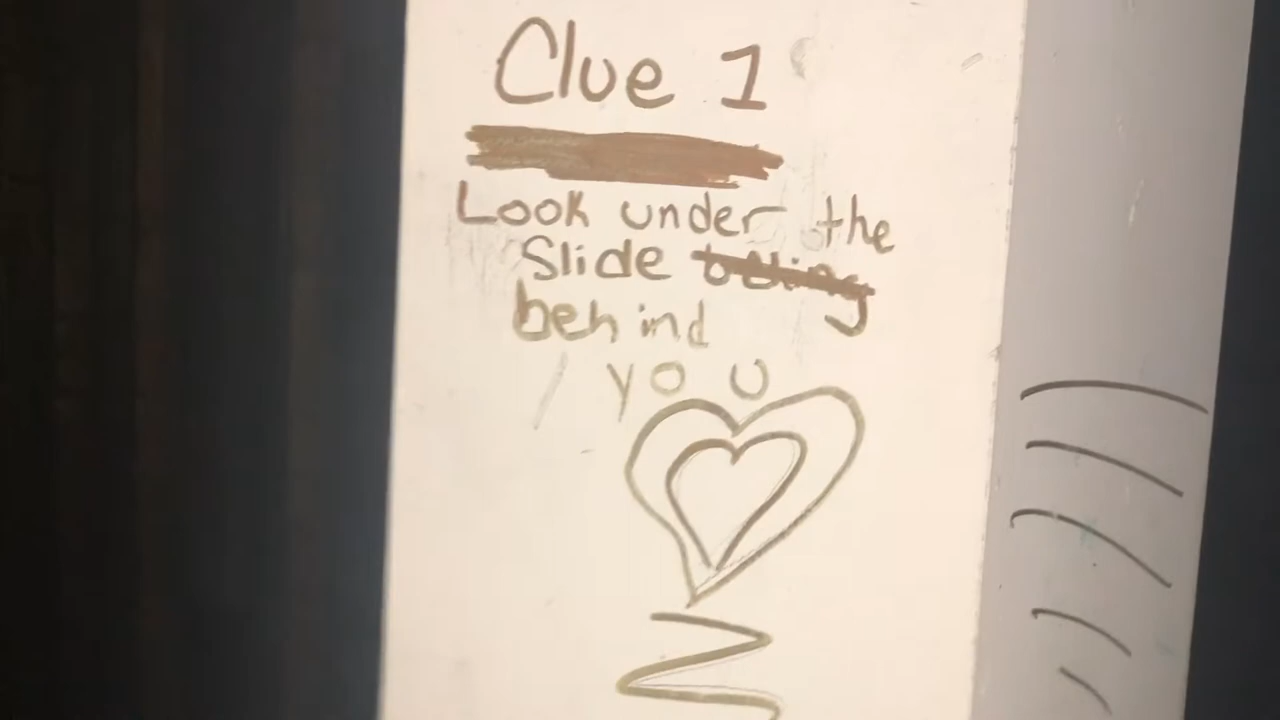 Clue 1
Look under the
Slide
behind
you